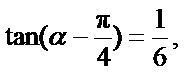 tan(α − π/4) = 1/6,